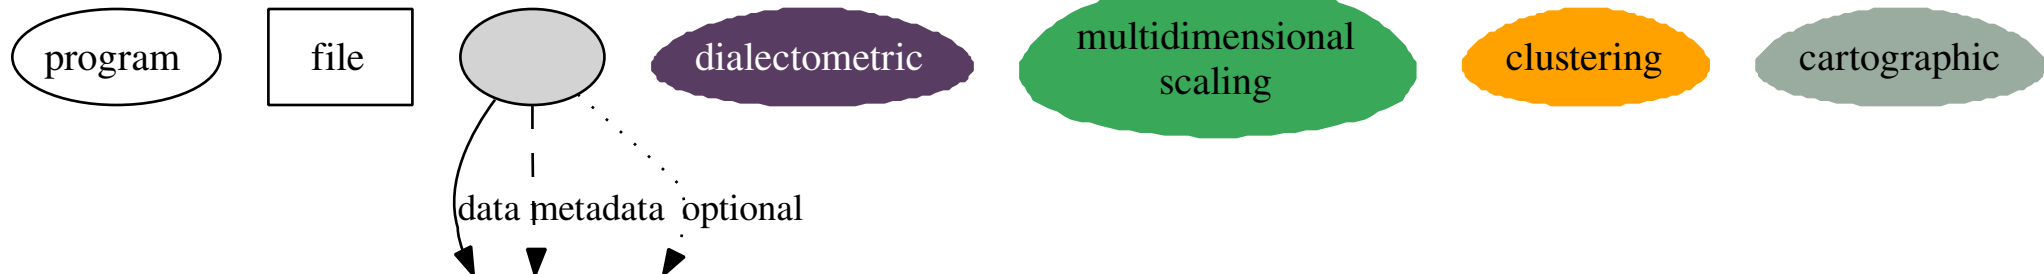 program
file
dialectometric
multidimensional
scaling
clustering
cartographic
data
metadata
optional